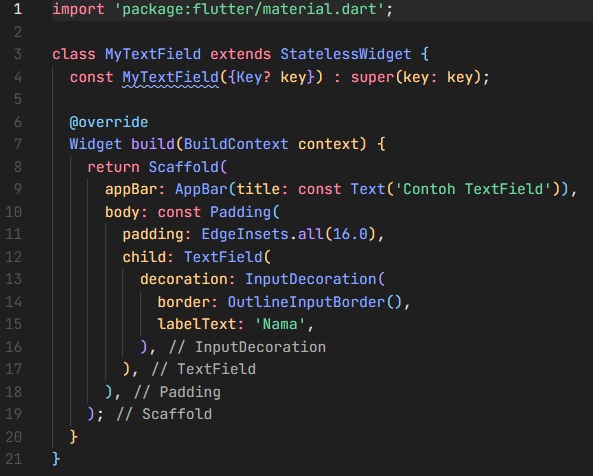 1 import 'package:flutter/material.dart';
2
3 class MyTextField extends StatelessWidget {
4   const MyTextField({Key? key}) : super(key: key);
5
6   @override
7   Widget build(BuildContext context) {
8     return Scaffold(
9       appBar: AppBar(title: const Text('Contoh TextField')),
10       body: const Padding(
11         padding: EdgeInsets.all(16.0),
12         child: TextField(
13           decoration: InputDecoration(
14             border: OutlineInputBorder(),
15             labelText: 'Nama',
16           ), // InputDecoration
17         ), // TextField
18       ), // Padding
19     ); // Scaffold
20   }
21 }